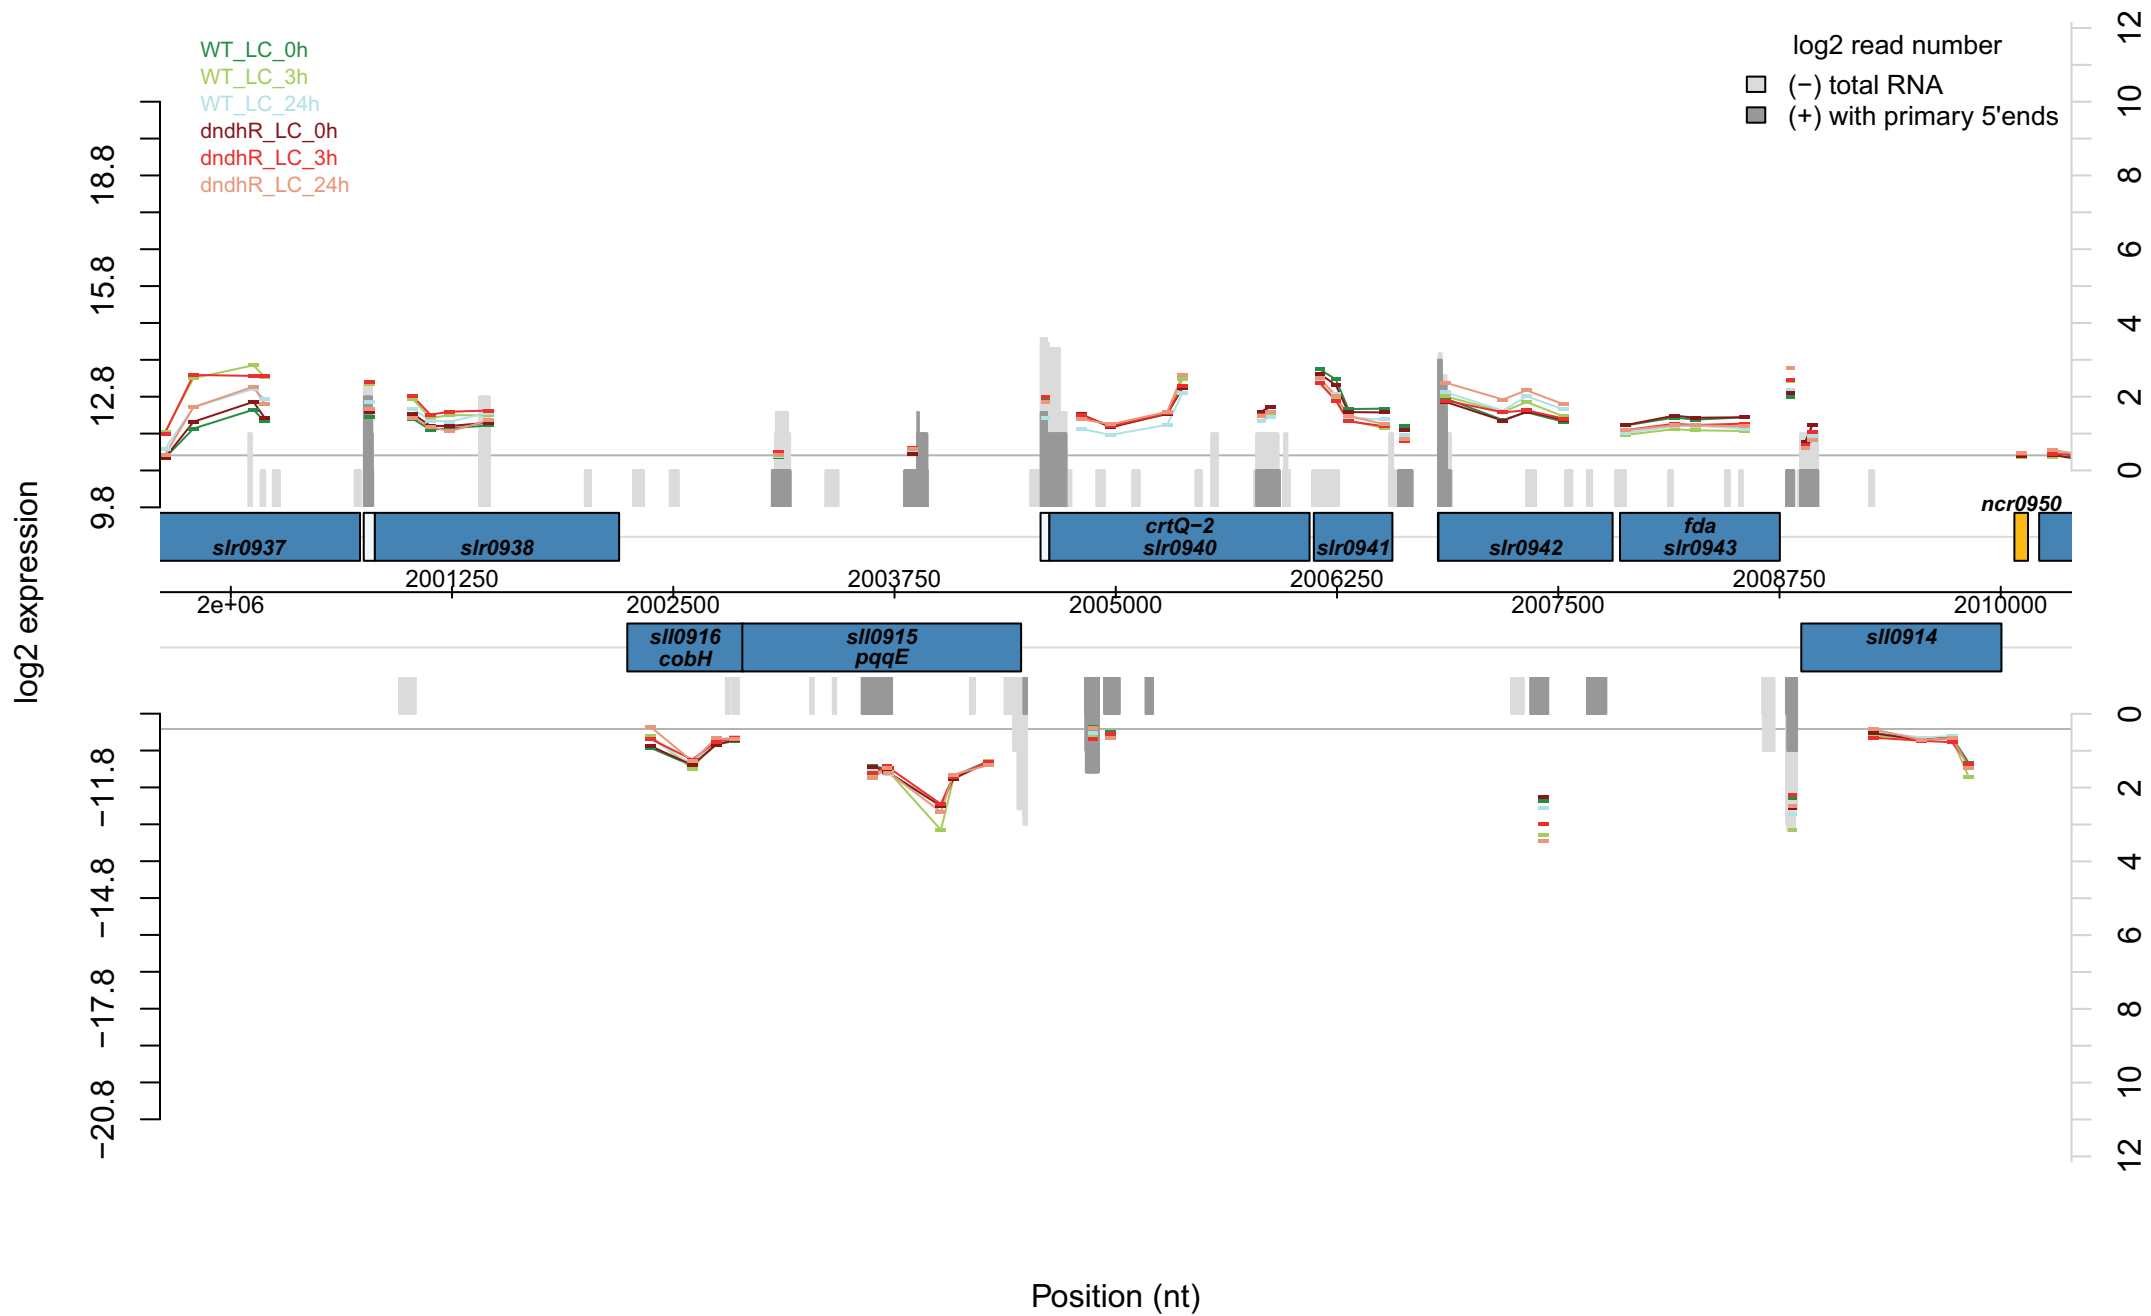 WT_LC_0h
WT_LC_3h
WT_LC_24h
dndhR_LC_0h
dndhR_LC_3h
dndhR_LC_24h
log2 read number
(−) total RNA
(+) with primary 5'ends
log2 expression
18.8
15.8
12.8
9.8
12
10
8
6
4
2
0
ncr0950
slr0937
slr0938
crtQ−2
slr0940
slr0941
slr0942
fda
slr0943
2001250
2003750
2006250
2008750
2e+06
2002500
2005000
2007500
2010000
sll0916
cobH
sll0915
pqqE
sll0914
−11.8
−14.8
−17.8
−20.8
0
2
4
6
8
10
12
Position (nt)